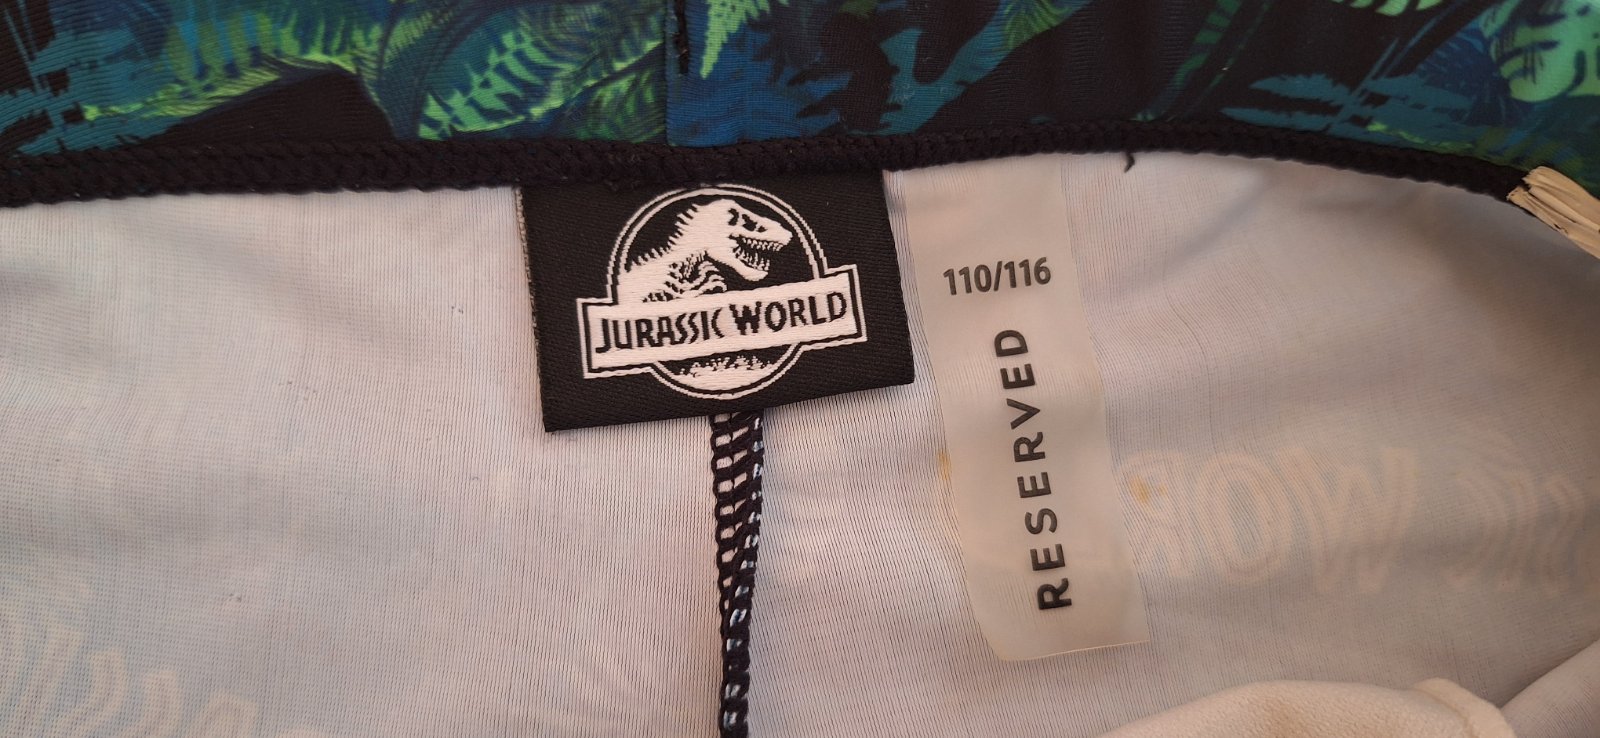 JURASSIC WORLD
110/116
RESERVED